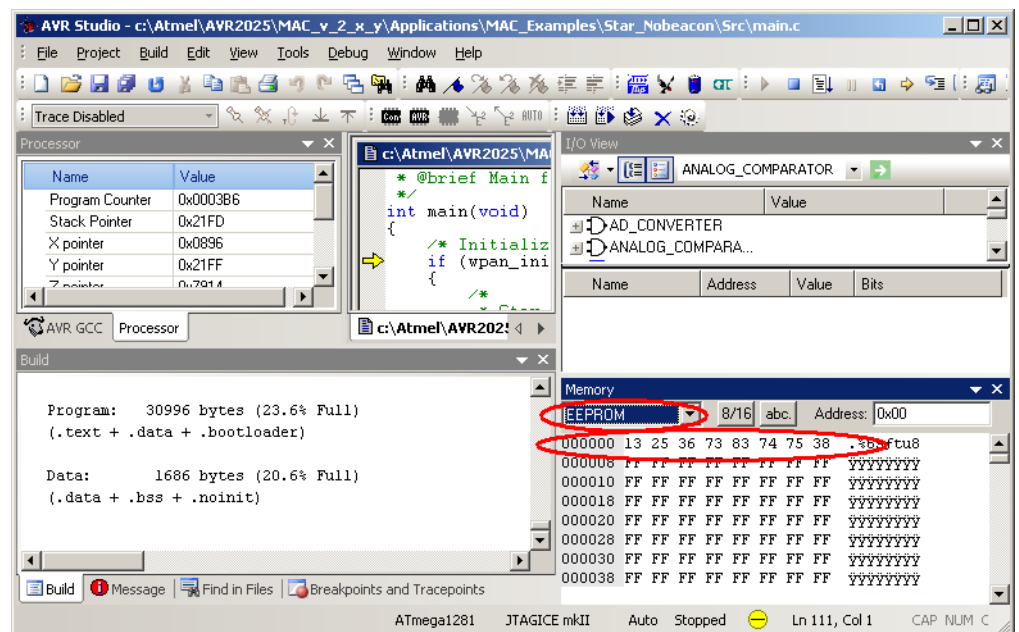 AVR Studio - c:\Atmel\AVR2025\MAC_v_2_x_y\Applications\MAC_Examples\Star_Nobeacon\Src\main.c
File Project Build Edit View Tools Debug Window Help
Trace Disabled
Con AVR AUTO
Processor
Name Value
Program Counter 0x0003B6
Stack Pointer 0x21FD
X pointer 0x0896
Y pointer 0x21FF
Z pointer 0x7914
AVR GCC Processor
c:\Atmel\AVR2025\MA
* @brief Main f
*/
int main(void)
{
/* Initializ
if (wpan_ini
{
/*
c:\Atmel\AVR202
I/O View
ANALOG_COMPARATOR
Name Value
AD_CONVERTER
ANALOG_COMPARA...
Name Address Value Bits
Build
Program: 30996 bytes (23.6% Full)
(.text + .data + .bootloader)
Data: 1686 bytes (20.6% Full)
(.data + .bss + .noinit)
Build Message Find in Files Breakpoints and Tracepoints
Memory
EEPROM 8/16 abc. Address: 0x00
000000 13 25 36 73 83 74 75 38 .%6sftu8
000008 FF FF FF FF FF FF FF FF ÿÿÿÿÿÿÿÿ
000010 FF FF FF FF FF FF FF FF ÿÿÿÿÿÿÿÿ
000018 FF FF FF FF FF FF FF FF ÿÿÿÿÿÿÿÿ
000020 FF FF FF FF FF FF FF FF ÿÿÿÿÿÿÿÿ
000028 FF FF FF FF FF FF FF FF ÿÿÿÿÿÿÿÿ
000030 FF FF FF FF FF FF FF FF ÿÿÿÿÿÿÿÿ
000038 FF FF FF FF FF FF FF FF ÿÿÿÿÿÿÿÿ
ATmega1281 JTAGICE mkII Auto Stopped Ln 111, Col 1 CAP NUM